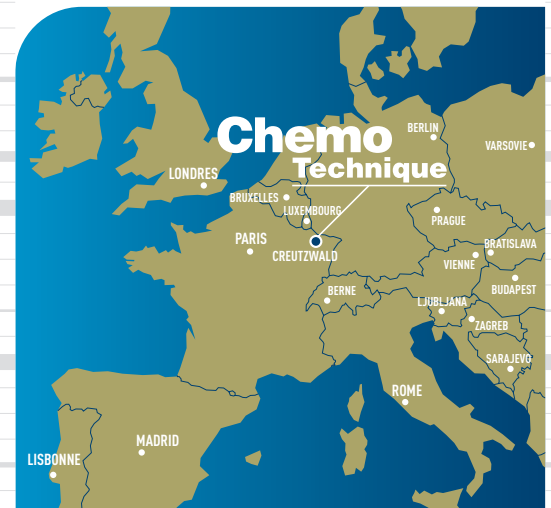 Chemo
Technique
BERLIN
VARSOVIE
LONDRES
BRUXELLES
LUXEMBOURG
PRAGUE
PARIS
CREUTZWALD
BRATISLAVA
VIENNE
BERNE
BUDAPEST
LJUBLJANA
ZAGREB
SARAJEVO
ROME
MADRID
LISBONNE